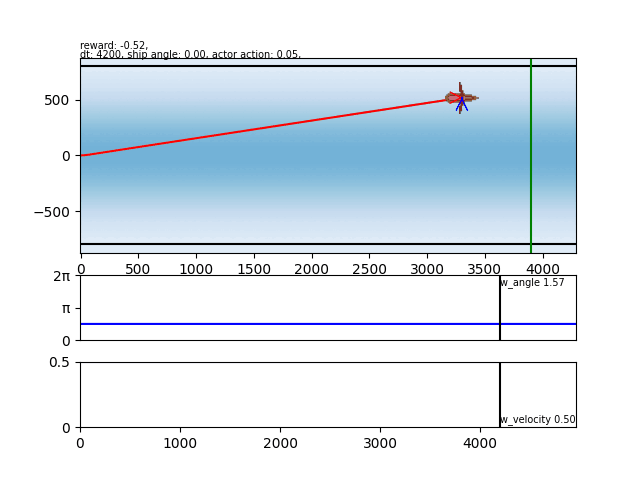 reward: -0.52,
dt: 4200, ship angle: 0.00, actor action: 0.05,
500
0
−500
0 500 1000 1500 2000 2500 3000 3500 4000
2π
w_angle 1.57
π
0
0.5
w_velocity 0.50
0
0 1000 2000 3000 4000